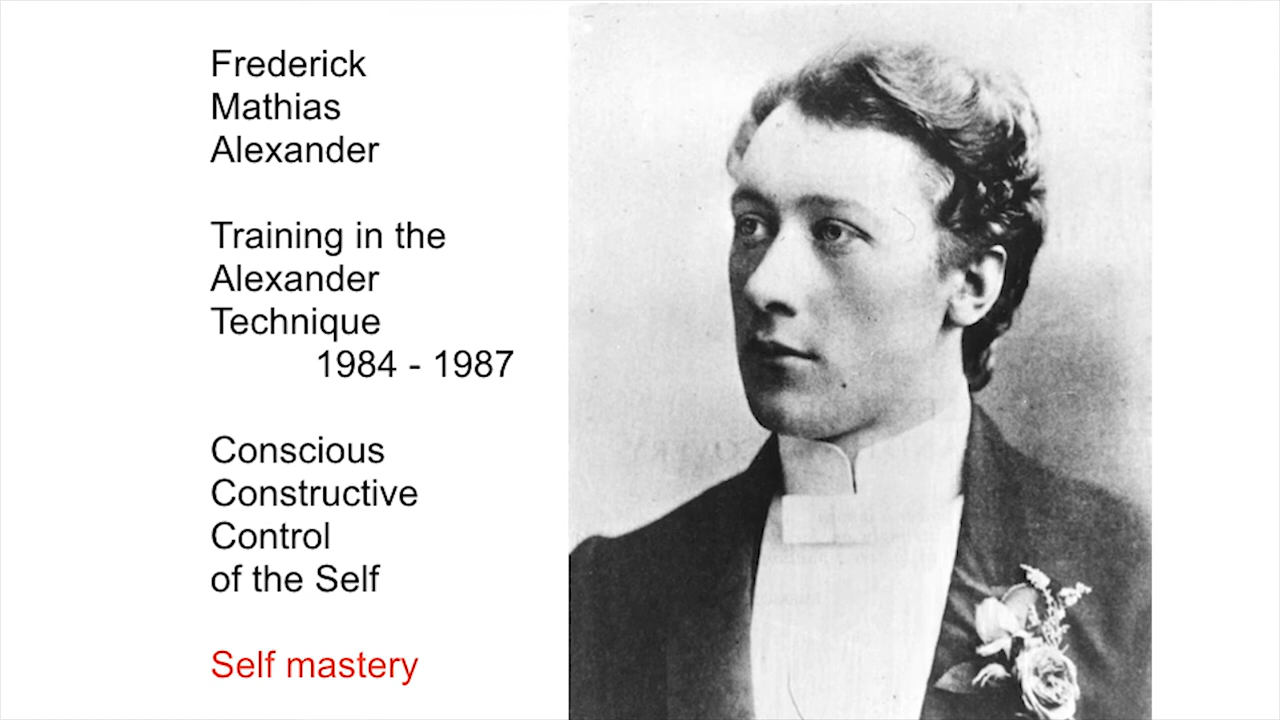 Frederick
Mathias
Alexander
Training in the
Alexander
Technique
1984 - 1987
Conscious
Constructive
Control
of the Self
Self mastery